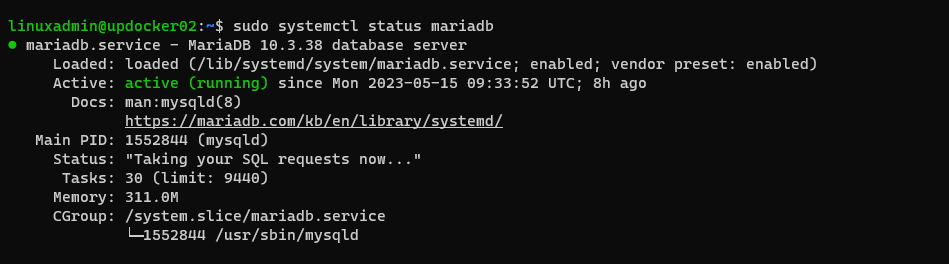 linuxadmin@updocker02:~$ sudo systemctl status mariadb
● mariadb.service - MariaDB 10.3.38 database server
Loaded: loaded (/lib/systemd/system/mariadb.service; enabled; vendor preset: enabled)
Active: active (running) since Mon 2023-05-15 09:33:52 UTC; 8h ago
Docs: man:mysqld(8)
https://mariadb.com/kb/en/library/systemd/
Main PID: 1552844 (mysqld)
Status: "Taking your SQL requests now..."
Tasks: 30 (limit: 9440)
Memory: 311.0M
CGroup: /system.slice/mariadb.service
└─1552844 /usr/sbin/mysqld